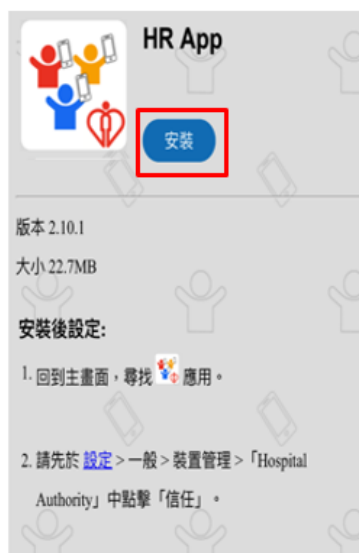 HR App
安裝
版本 2.10.1
大小 22.7MB
安裝後設定:
1. 回到主畫面，尋找 應用。
2. 請先於 設定 > 一般 > 裝置管理 >「Hospital
Authority」中點擊「信任」。